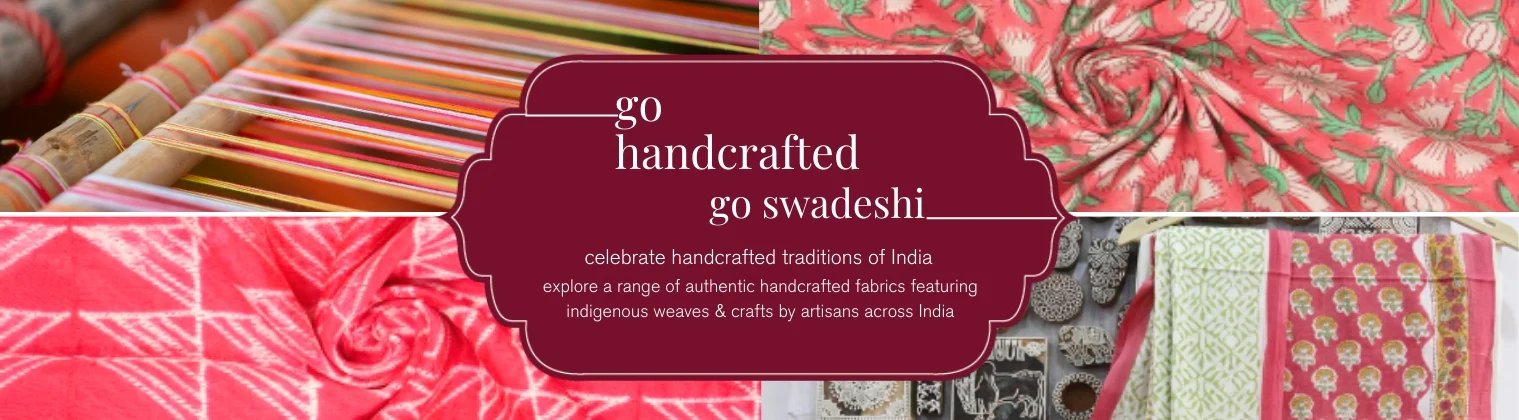 go
handcrafted
go swadeshi
celebrate handcrafted traditions of India
explore a range of authentic handcrafted fabrics featuring
indigenous weaves & crafts by artisans across India